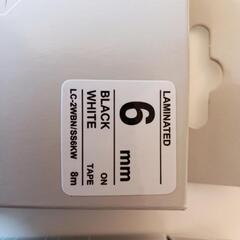 LAMINATED
6 mm
BLACK ON
WHITE TAPE
LC-2WBN/SS6KW 8m